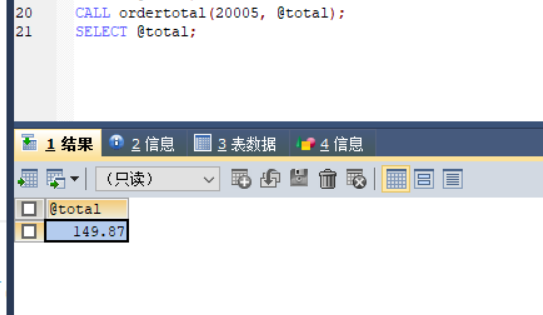 20 CALL ordertotal(20005, @total);
21 SELECT @total;
1 结果 2 信息 3 表数据 4 信息
(只读)
@total
149.87